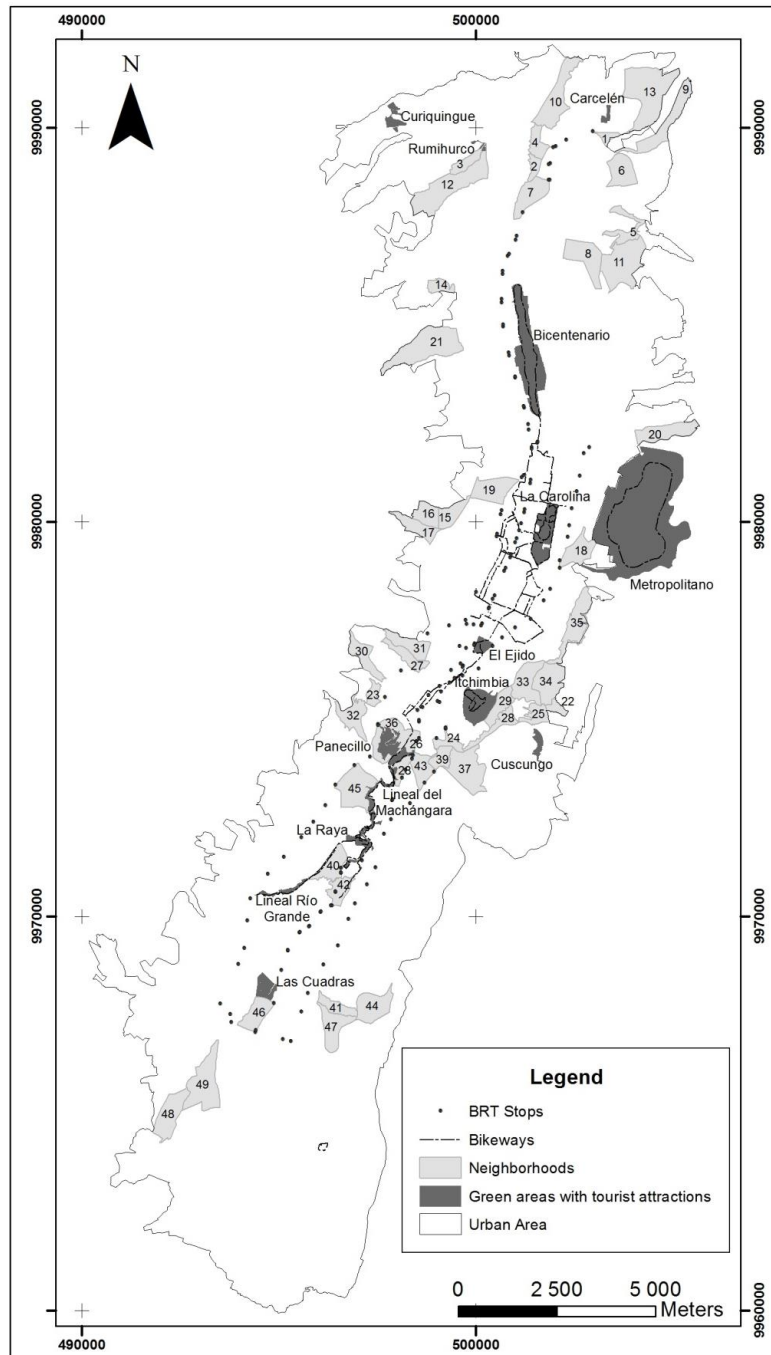 490000
500000
N
13
9
10
Carcelén
Curiquingue
9990000
9990000
4
1
Rumihurco
3
2
6
12
7
5
8
11
14
Bicentenario
21
20
19
La Carolina
16
15
9980000
9980000
17
18
Metropolitano
35
31
30
27
El Ejido
Itchimbia
33
34
23
29
22
32
36
28
25
Panecillo
26
24
Cuscungo
39
28
43
37
45
Lineal del
Machángara
La Raya
40
42
Lineal Río
Grande
9970000
9970000
Las Cuadras
46
41
44
47
49
48
Legend
BRT Stops
Bikeways
Neighborhoods
Green areas with tourist attractions
Urban Area
0
2 500
5 000
Meters
9960000
9960000
490000
500000